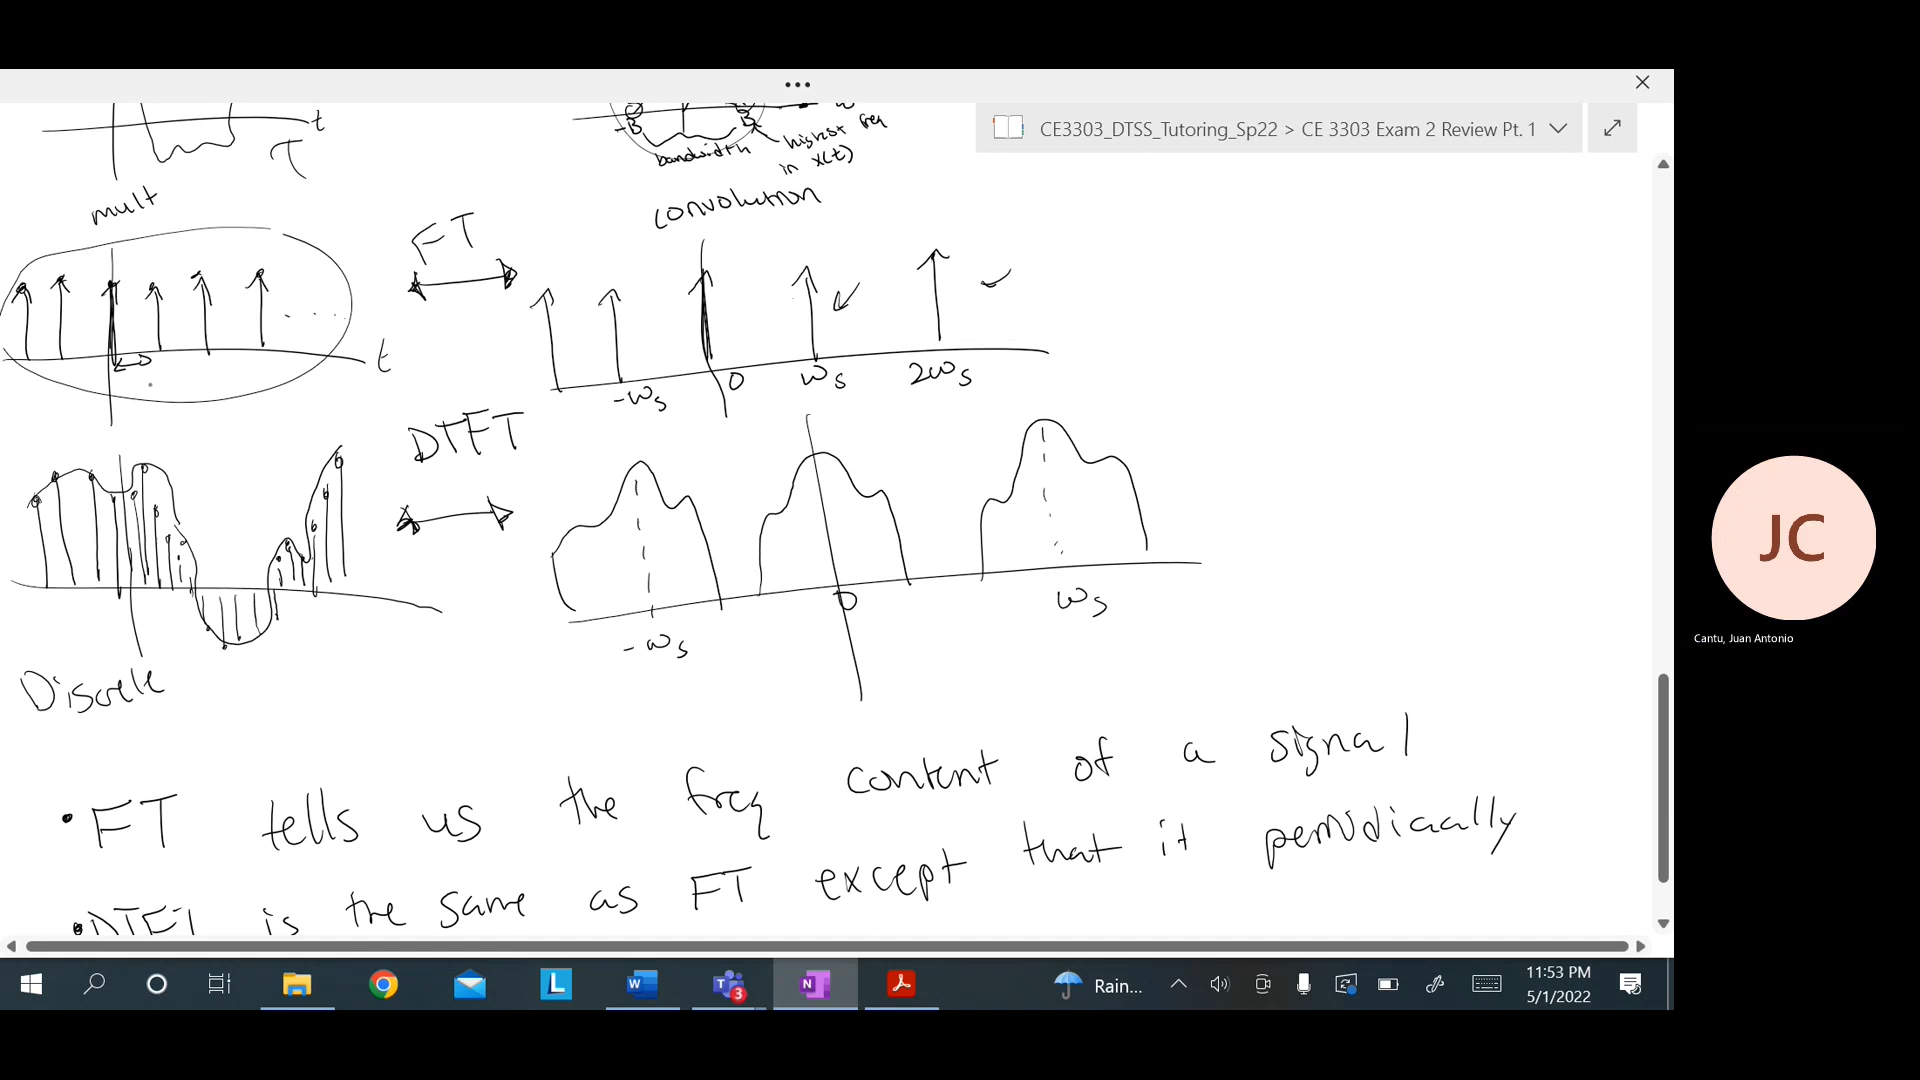 CE3303_DTSS_Tutoring_Sp22 > CE 3303 Exam 2 Review Pt. 1
t
T
-B
B
ω
bandwidth
highest freq
in x(t)
mult
convolution
FT
t
-ωs
0
ωs
2ωs
DTFT
-ωs
0
ωs
Discrete
• FT tells us the freq content of a signal
• DTFT is the same as FT except that it periodically
JC
Cantu, Juan Antonio
L
W
T
3
N
Rain...
11:53 PM
5/1/2022